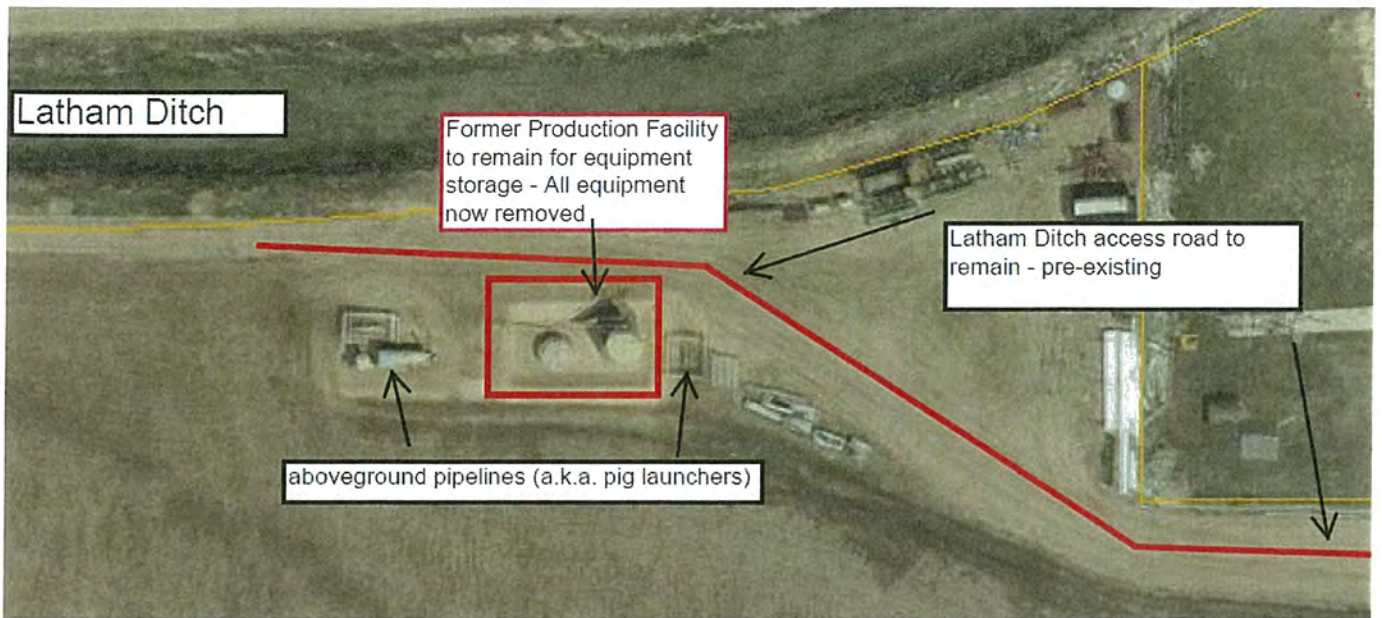 Latham Ditch
Former Production Facility
to remain for equipment
storage - All equipment
now removed
Latham Ditch access road to
remain - pre-existing
aboveground pipelines (a.k.a. pig launchers)